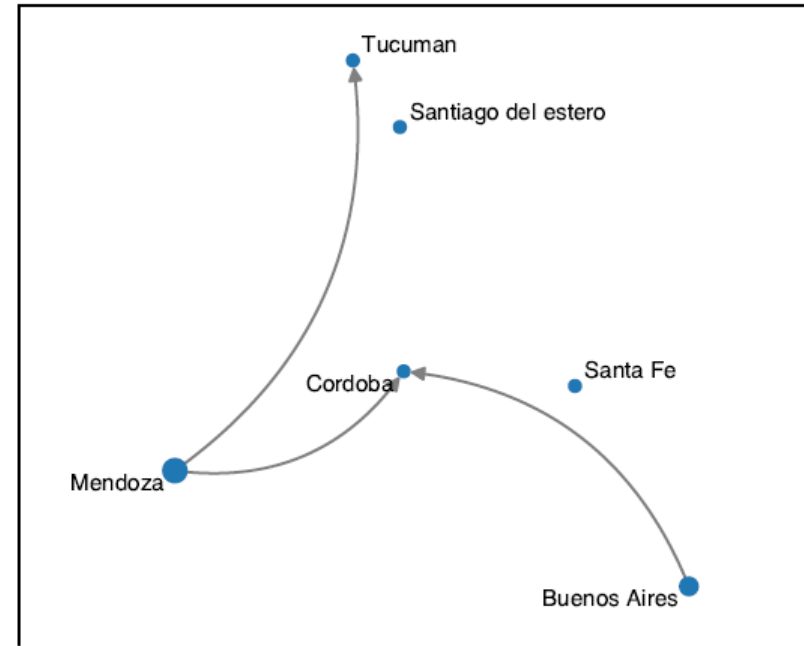 Tucuman
Santiago del estero
Santa Fe
Cordoba
Mendoza
Buenos Aires